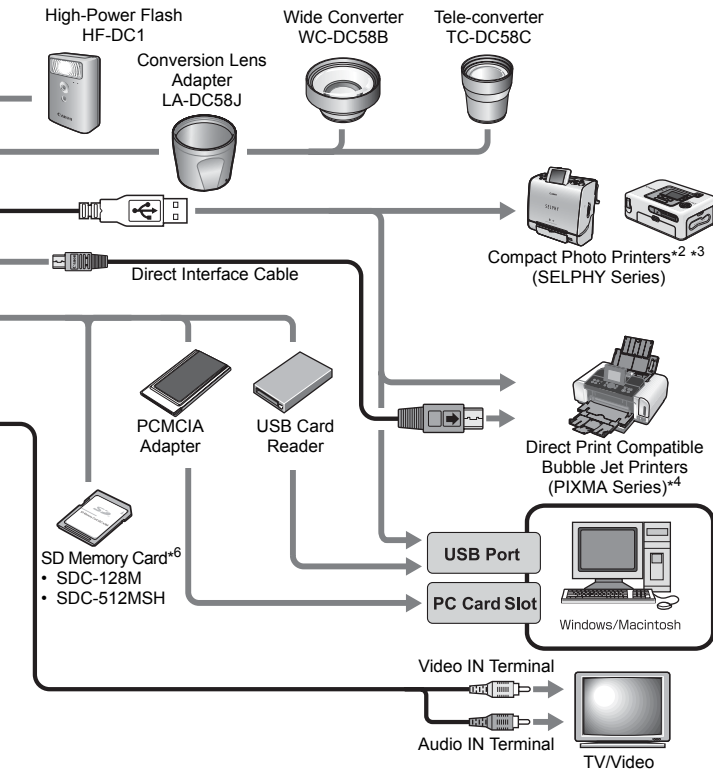 High-Power Flash
HF-DC1
Wide Converter
WC-DC58B
Tele-converter
TC-DC58C
Conversion Lens
Adapter
LA-DC58J
Canon
SELPHY
Compact Photo Printers*2 *3
(SELPHY Series)
Direct Interface Cable
PCMCIA
Adapter
USB Card
Reader
Direct Print Compatible
Bubble Jet Printers
(PIXMA Series)*4
SD Memory Card*6
• SDC-128M
• SDC-512MSH
USB Port
PC Card Slot
Windows/Macintosh
Video IN Terminal
Audio IN Terminal
TV/Video